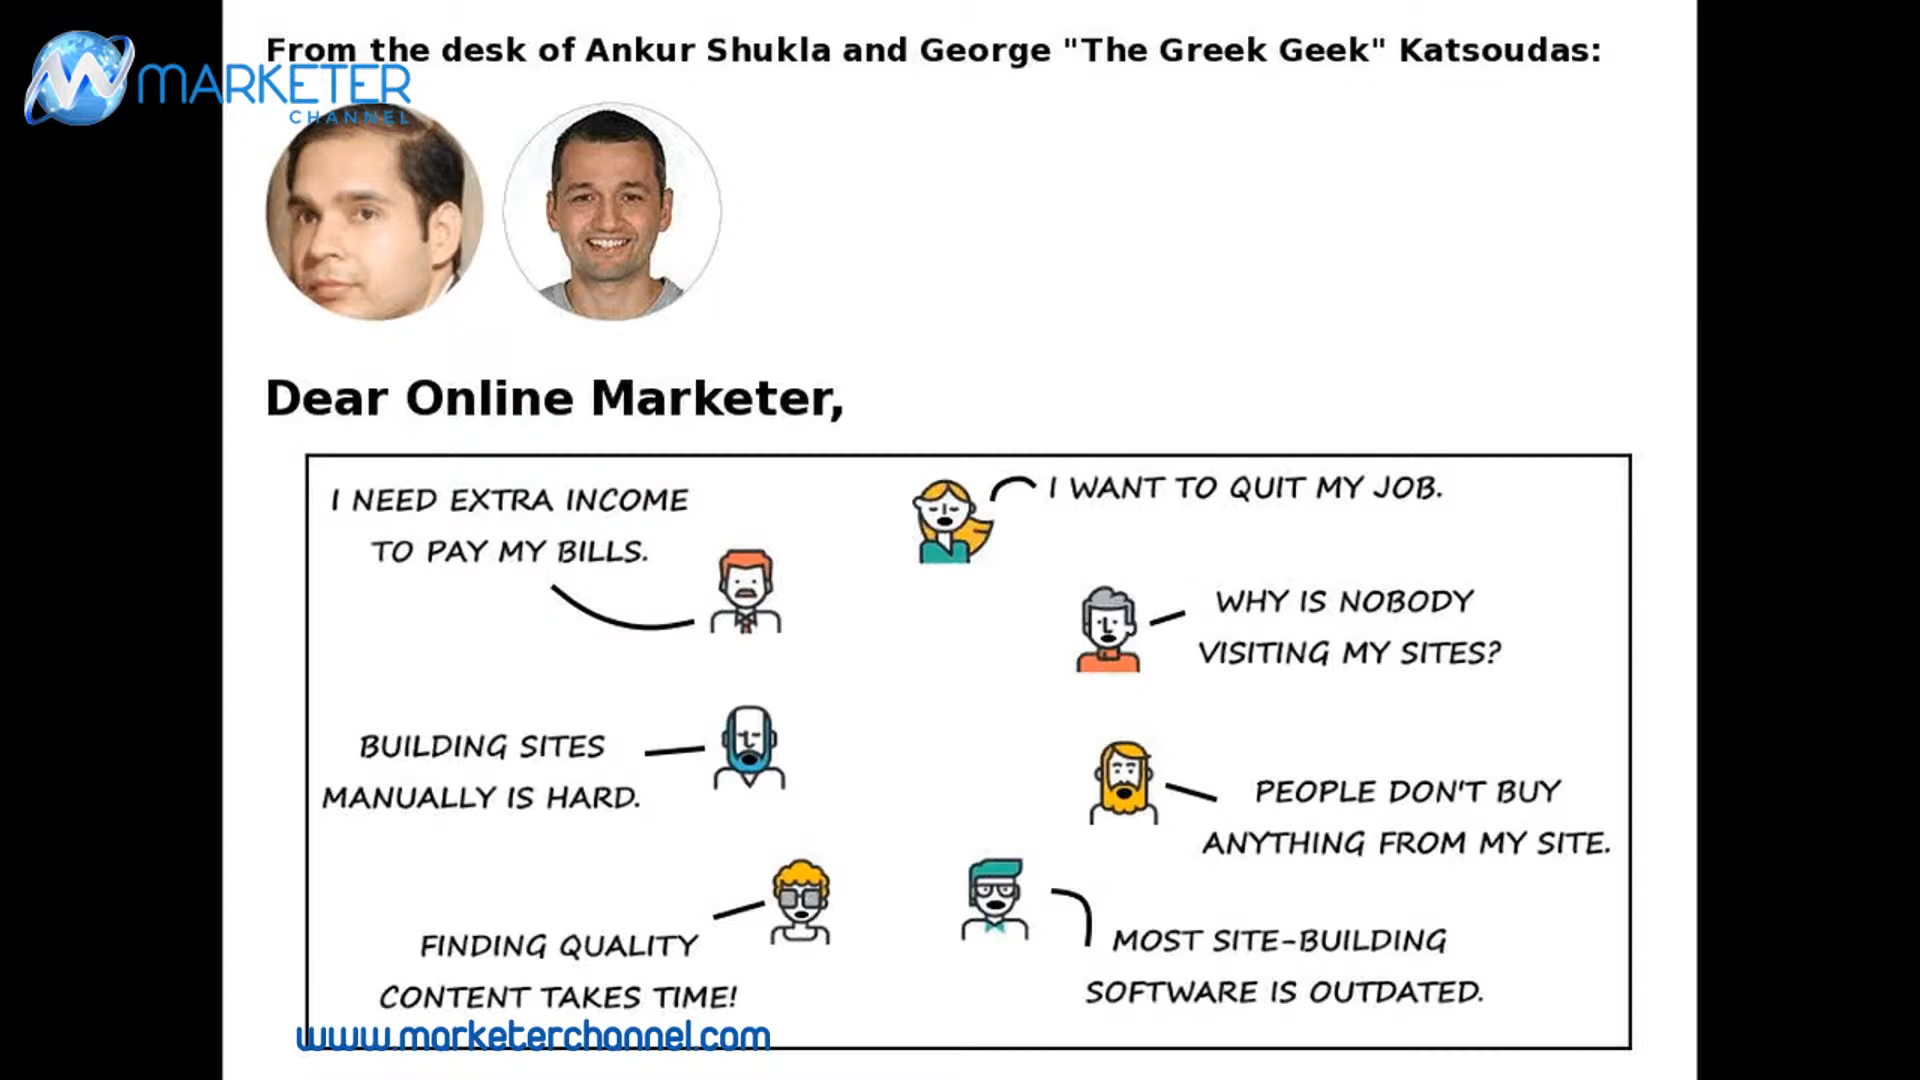 From the desk of Ankur Shukla and George "The Greek Geek" Katsoudas:
MARKETER
CHANNEL
Dear Online Marketer,
I NEED EXTRA INCOME
TO PAY MY BILLS.
I WANT TO QUIT MY JOB.
WHY IS NOBODY
VISITING MY SITES?
BUILDING SITES
MANUALLY IS HARD.
PEOPLE DON'T BUY
ANYTHING FROM MY SITE.
FINDING QUALITY
CONTENT TAKES TIME!
MOST SITE-BUILDING
SOFTWARE IS OUTDATED.
www.marketerchannel.com